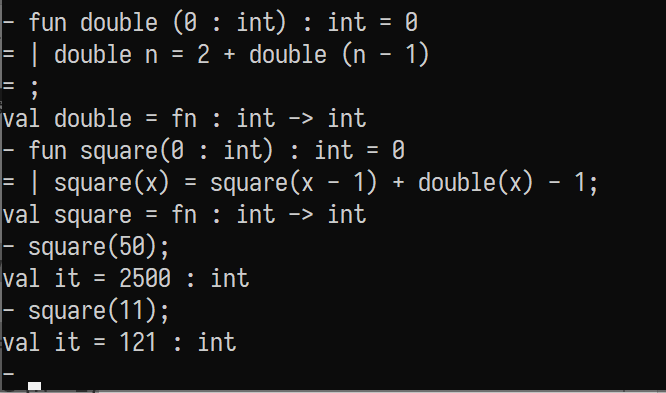 - fun double (0 : int) : int = 0
= | double n = 2 + double (n - 1)
= ;
val double = fn : int -> int
- fun square(0 : int) : int = 0
= | square(x) = square(x - 1) + double(x) - 1;
val square = fn : int -> int
- square(50);
val it = 2500 : int
- square(11);
val it = 121 : int
-